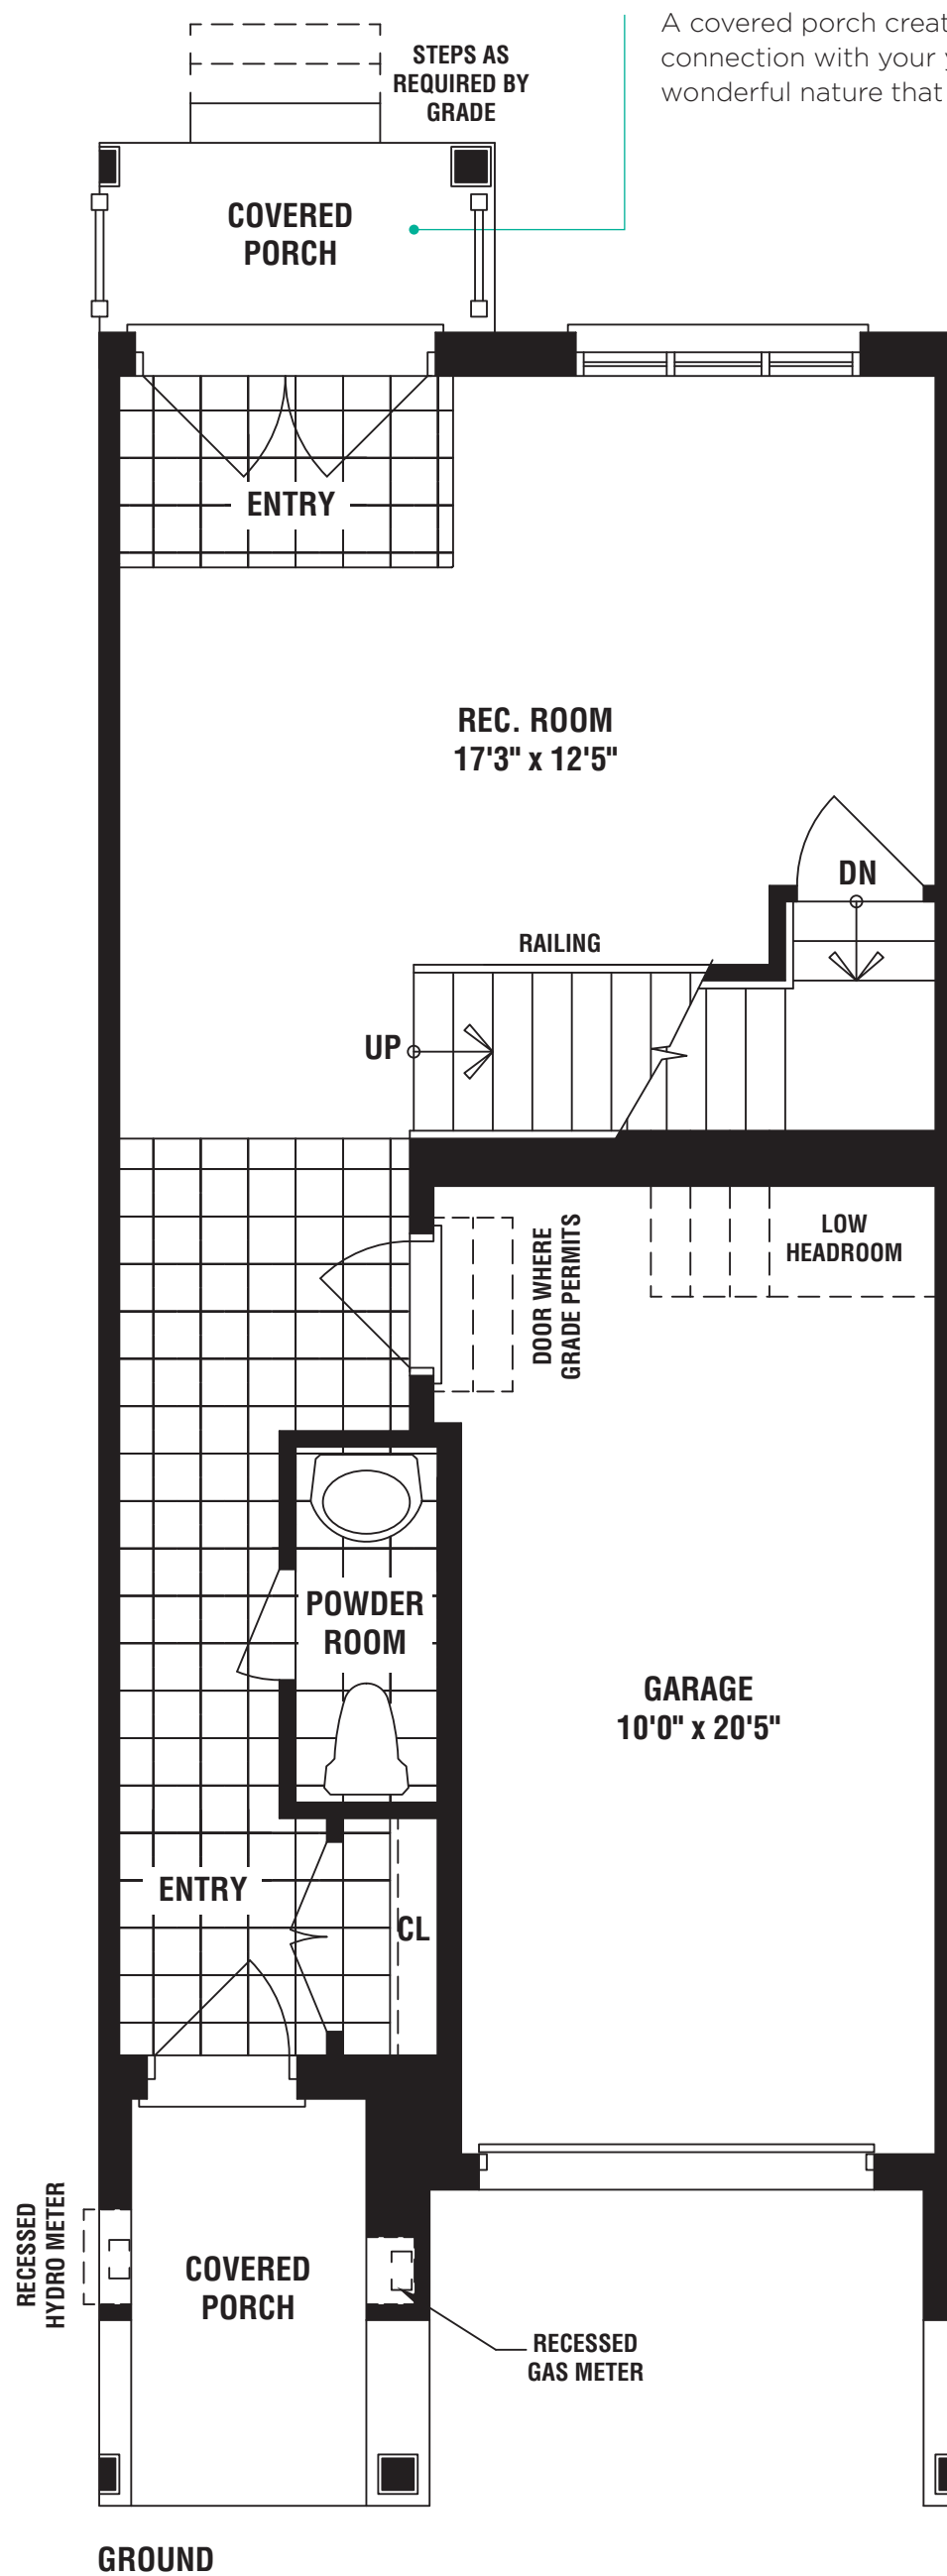 A covered porch creat
connection with your y
wonderful nature that
STEPS AS
REQUIRED BY
GRADE
COVERED
PORCH
ENTRY
REC. ROOM
17'3" x 12'5"
DN
RAILING
UP
LOW
HEADROOM
DOOR WHERE
GRADE PERMITS
POWDER
ROOM
GARAGE
10'0" x 20'5"
ENTRY
CL
RECESSED
HYDRO METER
COVERED
PORCH
RECESSED
GAS METER
GROUND